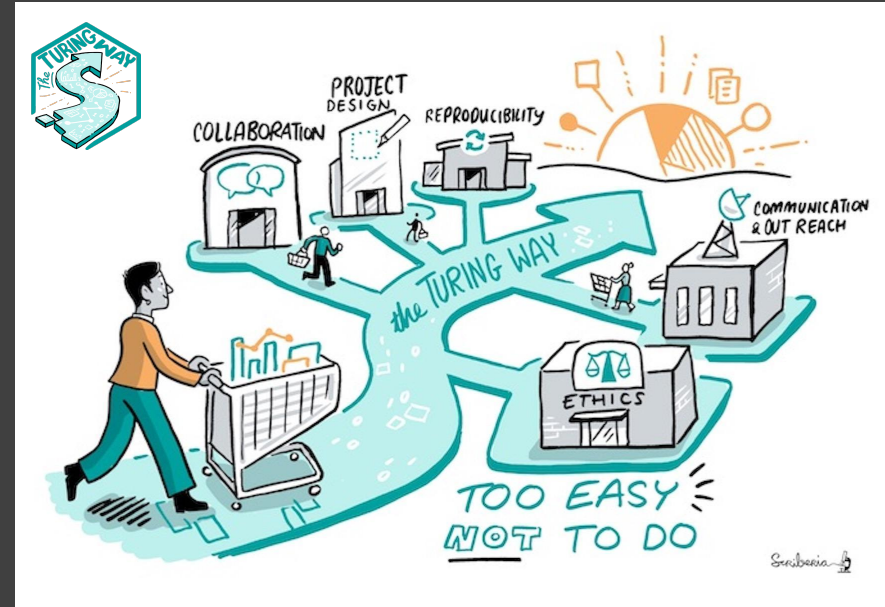 The
TURING WAY
COLLABORATION
PROJECT
DESIGN
REPRODUCIBILITY
COMMUNICATION
& OUT REACH
the TURING WAY
ETHICS
TOO EASY
NOT TO DO
Scriberia